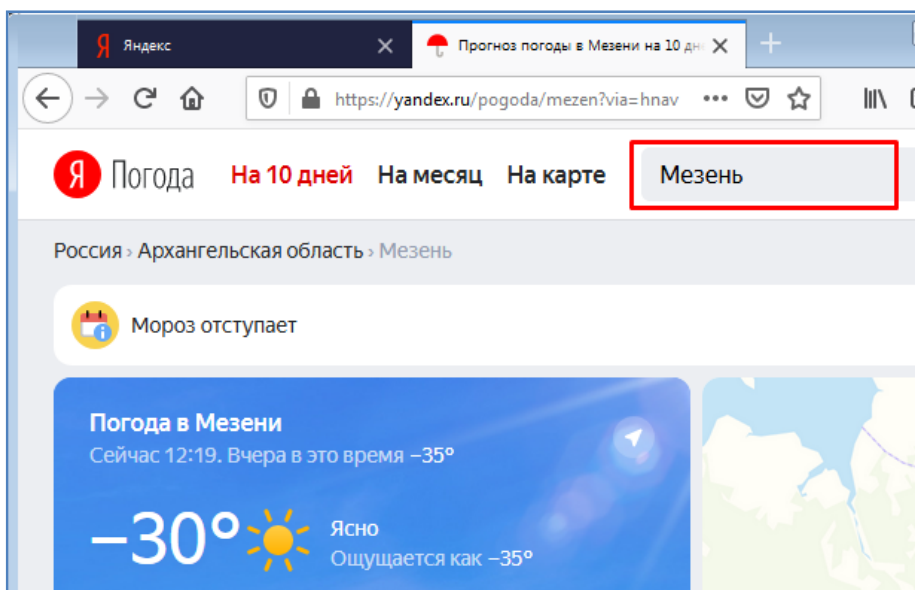 Я Яндекс
Прогноз погоды в Мезени на 10 дн
https://yandex.ru/pogoda/mezen?via=hnav
Я Погода На 10 дней На месяц На карте Мезень
Россия › Архангельская область › Мезень
Мороз отступает
Погода в Мезени
Сейчас 12:19. Вчера в это время −35°
−30° Ясно
Ощущается как −35°